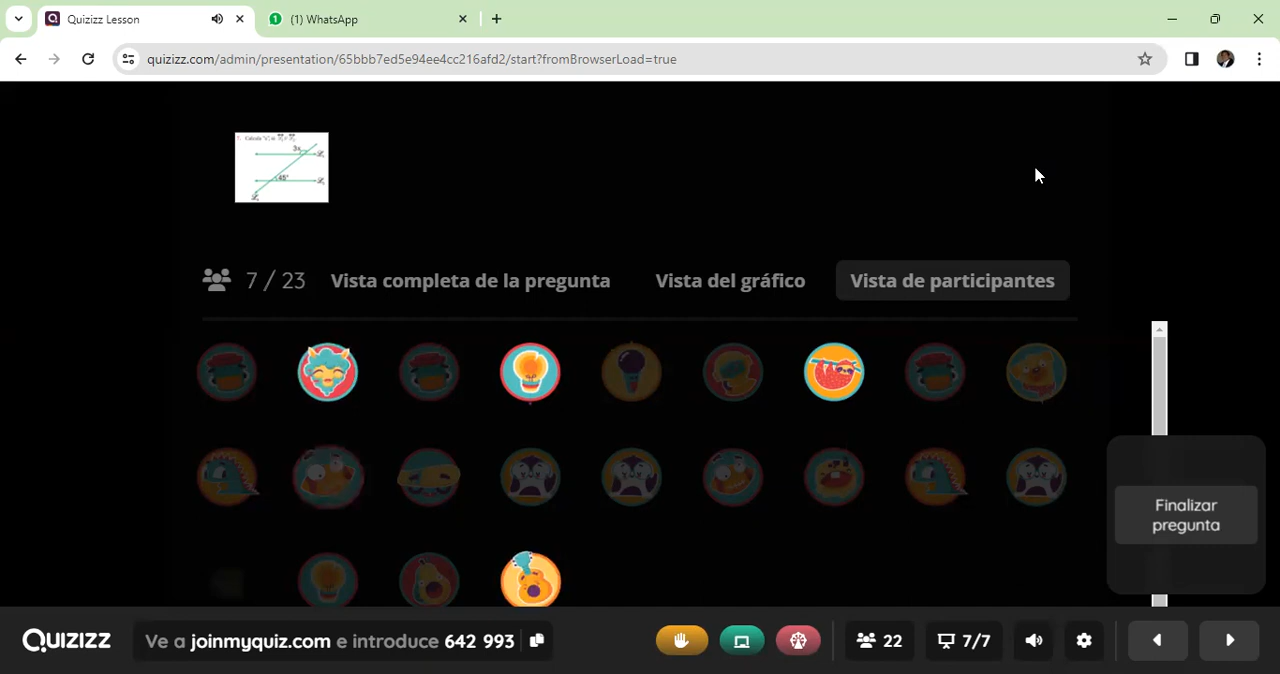 Quizizz Lesson
(1) WhatsApp
quizizz.com/admin/presentation/65bbb7ed5e94ee4cc216afd2/start?fromBrowserLoad=true
3x
45°
7 / 23 Vista completa de la pregunta Vista del gráfico Vista de participantes
Finalizar
pregunta
QUIZIZZ Ve a joinmyquiz.com e introduce 642 993 22 7/7